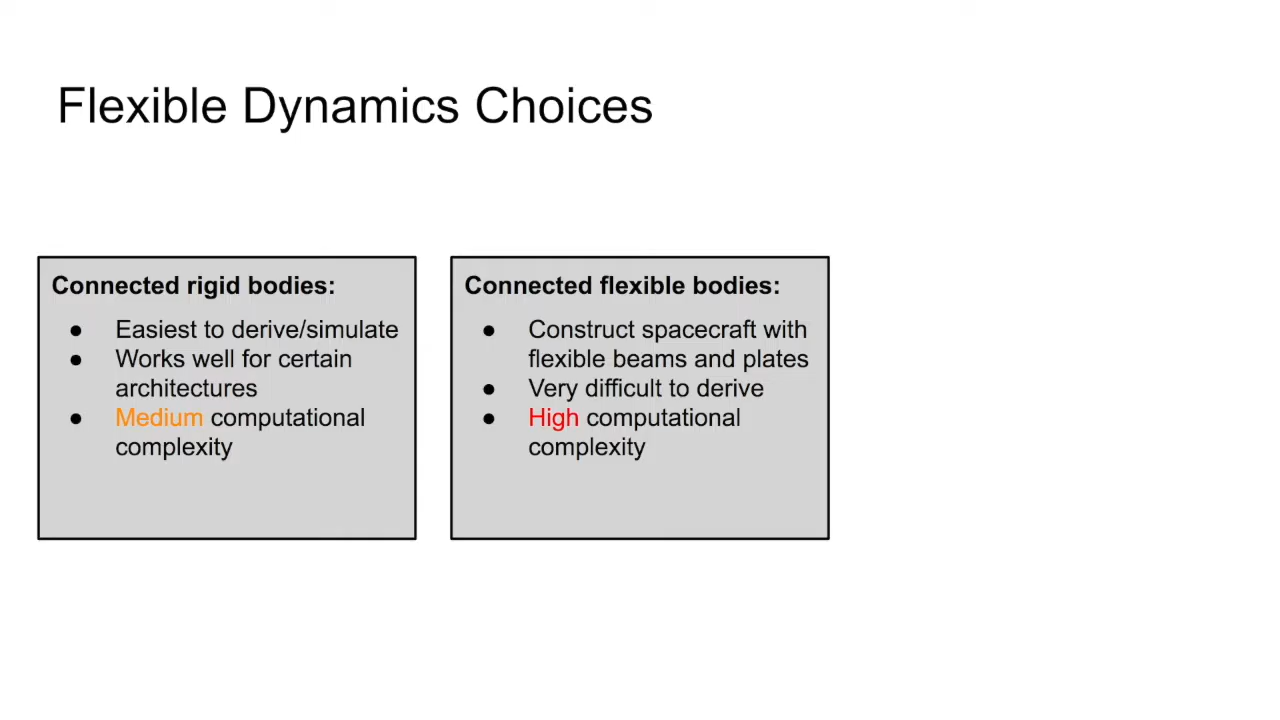 Flexible Dynamics Choices
Connected rigid bodies:
● Easiest to derive/simulate
● Works well for certain
architectures
● Medium computational
complexity
Connected flexible bodies:
● Construct spacecraft with
flexible beams and plates
● Very difficult to derive
● High computational
complexity